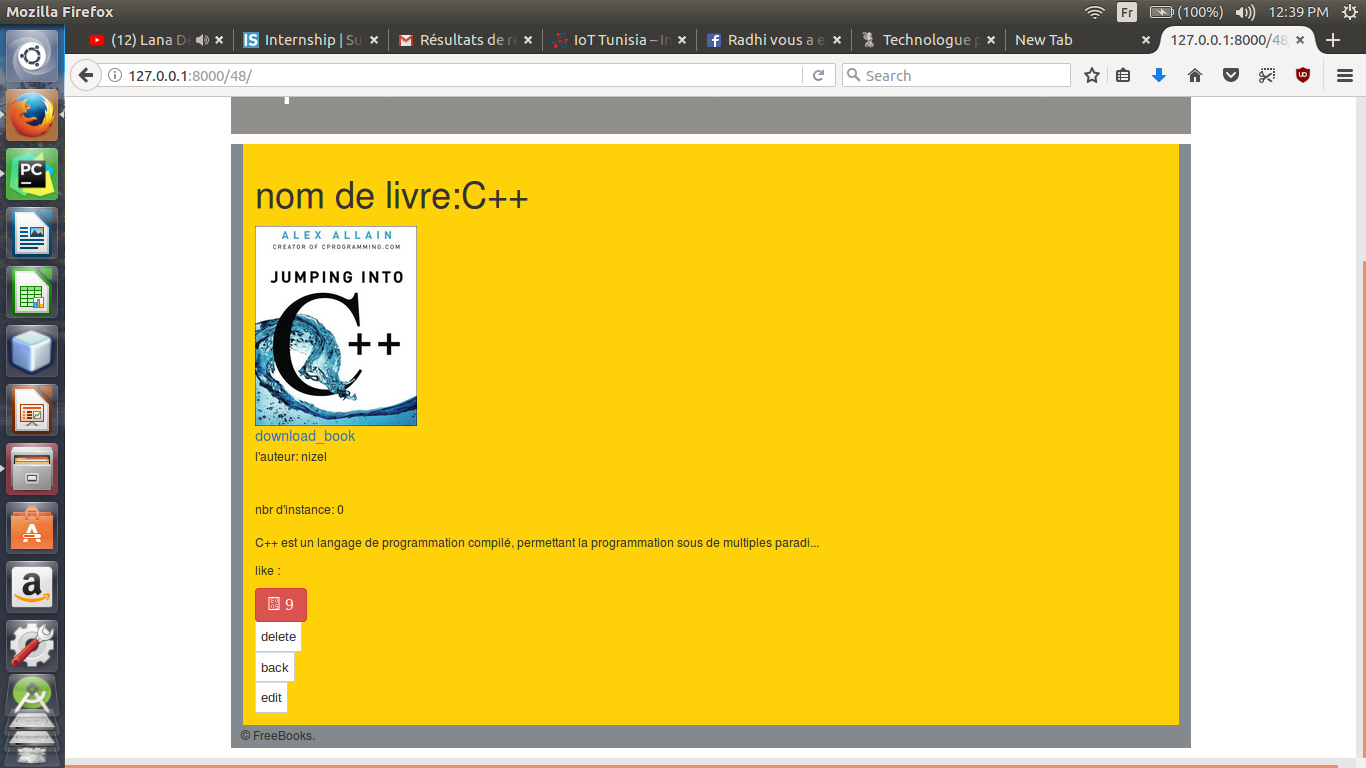 Mozilla Firefox
Fr
(100%)
12:39 PM
(12) Lana De
Internship | Su
Résultats de re
IoT Tunisia – In
Radhi vous a e
Technologue p
New Tab
127.0.0.1:8000/48/
127.0.0.1:8000/48/
Search
nom de livre:C++
ALEX ALLAIN
CREATOR OF CPROGRAMMING.COM
JUMPING INTO
C++
download_book
l'auteur: nizel
nbr d'instance: 0
C++ est un langage de programmation compilé, permettant la programmation sous de multiples paradi...
like :
9
delete
back
edit
© FreeBooks.
PC
a